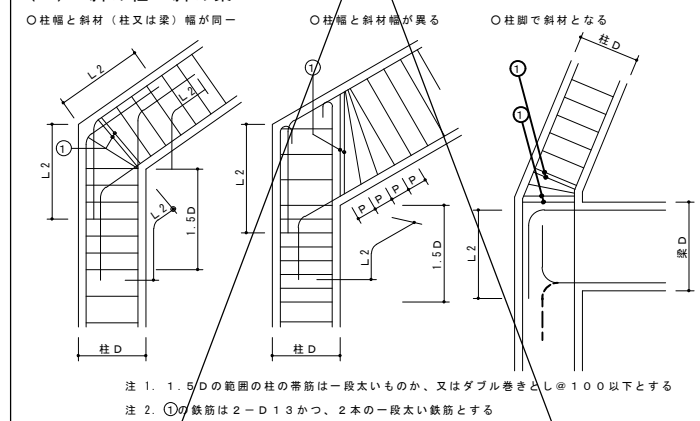 ○柱幅と斜材（柱又は梁）幅が同一
○柱幅と斜材幅が異る
○柱脚で斜材となる
L2
L2
①
L2
L2
1.5D
柱D
①
L2
P P P P
L2
1.5D
柱D
柱D
①
①
L2
梁D
注 1. 1.5Dの範囲の柱の帯筋は一段太いものか、又はダブル巻きとし@100以下とする
注 2. ①の鉄筋は2－D13かつ、2本の一段太い鉄筋とする